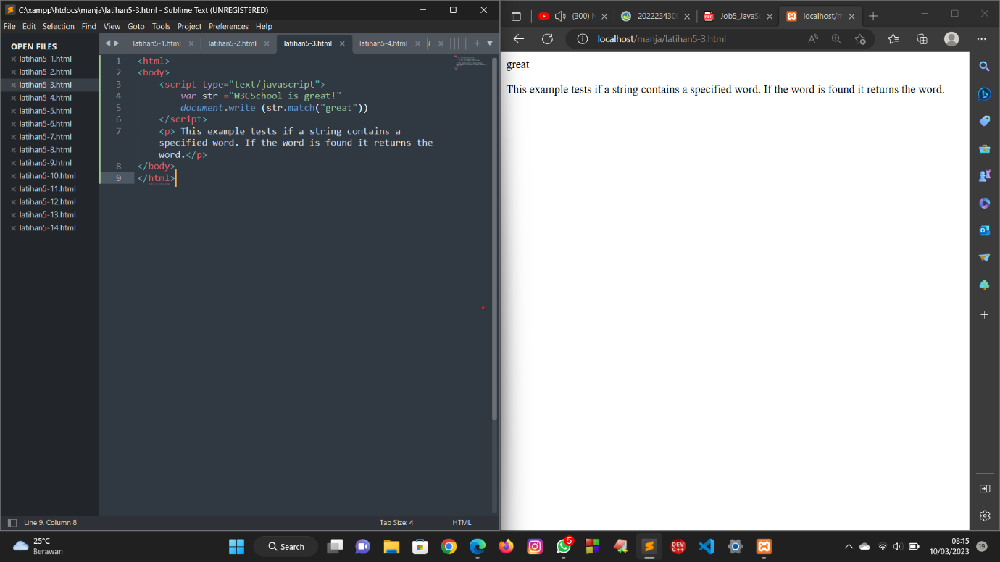 C:\xampp\htdocs\manja\latihan5-3.html - Sublime Text (UNREGISTERED)
File Edit Selection Find View Goto Tools Project Preferences Help
OPEN FILES
latihan5-1.html
latihan5-2.html
latihan5-3.html
latihan5-4.html
latihan5-5.html
latihan5-6.html
latihan5-7.html
latihan5-8.html
latihan5-9.html
latihan5-10.html
latihan5-11.html
latihan5-12.html
latihan5-13.html
latihan5-14.html
latihan5-1.html latihan5-2.html latihan5-3.html latihan5-4.html
1 <html>
2 <body>
3 <script type="text/javascript">
4 var str ="W3CSchool is great!"
5 document.write (str.match("great"))
6 </script>
7 <p> This example tests if a string contains a
specified word. If the word is found it returns the
word.</p>
8 </body>
9 </html>
Line 9, Column 8 Tab Size: 4 HTML
(300) 2022234300 Job5_JavaSc localhost/m
localhost/manja/latihan5-3.html
great
This example tests if a string contains a specified word. If the word is found it returns the word.
25°C
Berawan
Search
5
DEV
C++
08:15
10/03/2023
19